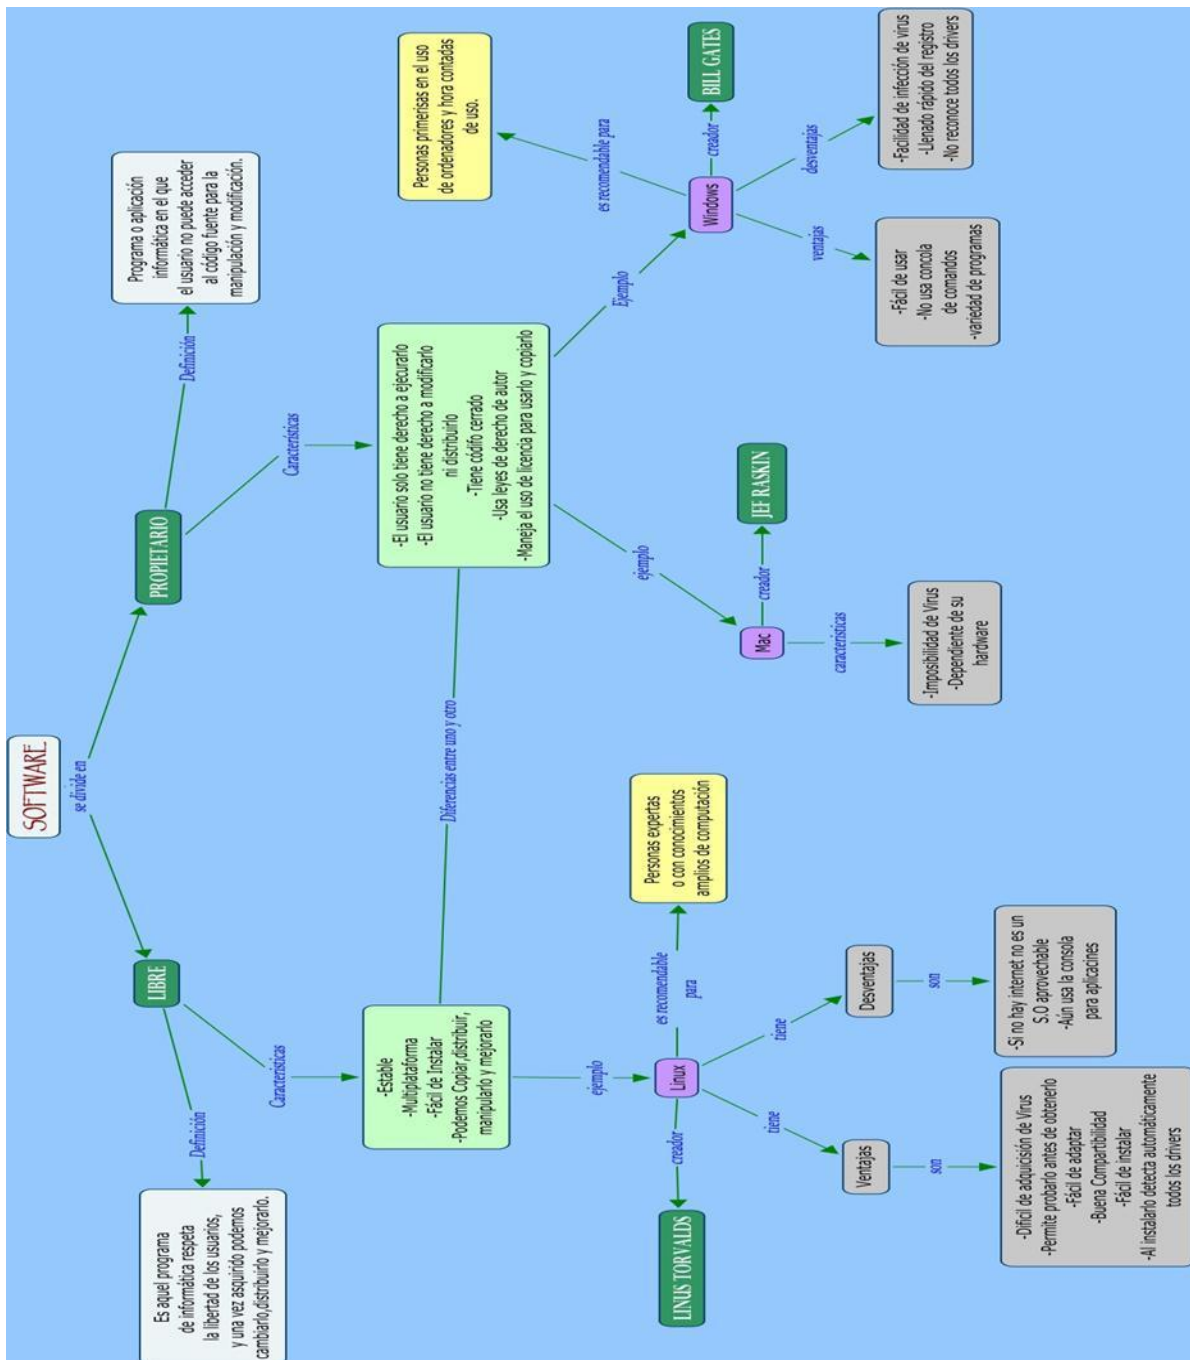 SOFTWARE
se divide en
LIBRE
PROPIETARIO
Definición
Es aquel programa
de informática respeta
la libertad de los usuarios,
y una vez asquirido podemos
cambiarlo,distribuirlo y mejorarlo.
Características
-Estable
-Multiplataforma
-Fácil de Instalar
-Podemos Copiar,distribuir,
manipularlo y mejorarlo
Diferencias entre uno y otro
Definición
Programa o aplicación
informática en el que
el usuario no puede acceder
al código fuente para la
manipulación y modificación.
Características
-El usuario solo tiene derecho a ejecurarlo
-El usuario no tiene derecho a modificarlo
ni distribuirlo
-Tiene códifo cerrado
-Usa leyes de derecho de autor
-Maneja el uso de licencia para usarlo y copiarlo
ejemplo
Linux
creador
LINUS TORVALDS
es recomendable
para
Personas expertas
o con conocimientos
amplios de computación
tiene
Ventajas
son
-Dificil de adquicisión de Virus
-Permite probarlo antes de obtenerlo
-Fácil de adaptar
-Buena Compartibilidad
-Fácil de instalar
-Al instalarlo detecta automáticamente
todos los drivers
tiene
Desventajas
son
-Si no hay internet no es un
S.O aprovechable
-Aún usa la consola
para aplicacines
ejemplo
Mac
creador
JEF RASKIN
características
-Imposibilidad de Virus
-Dependiente de su
hardware
Ejemplo
Windows
es recomendable para
Personas primerisas en el uso
de ordenadores y hora contadas
de uso.
creador
BILL GATES
ventajas
-Fácil de usar
-No usa concola
de comandos
-variedad de programas
desventajas
-Facilidad de infección de virus
-Llenado rápido del registro
-No reconoce todos los drivers